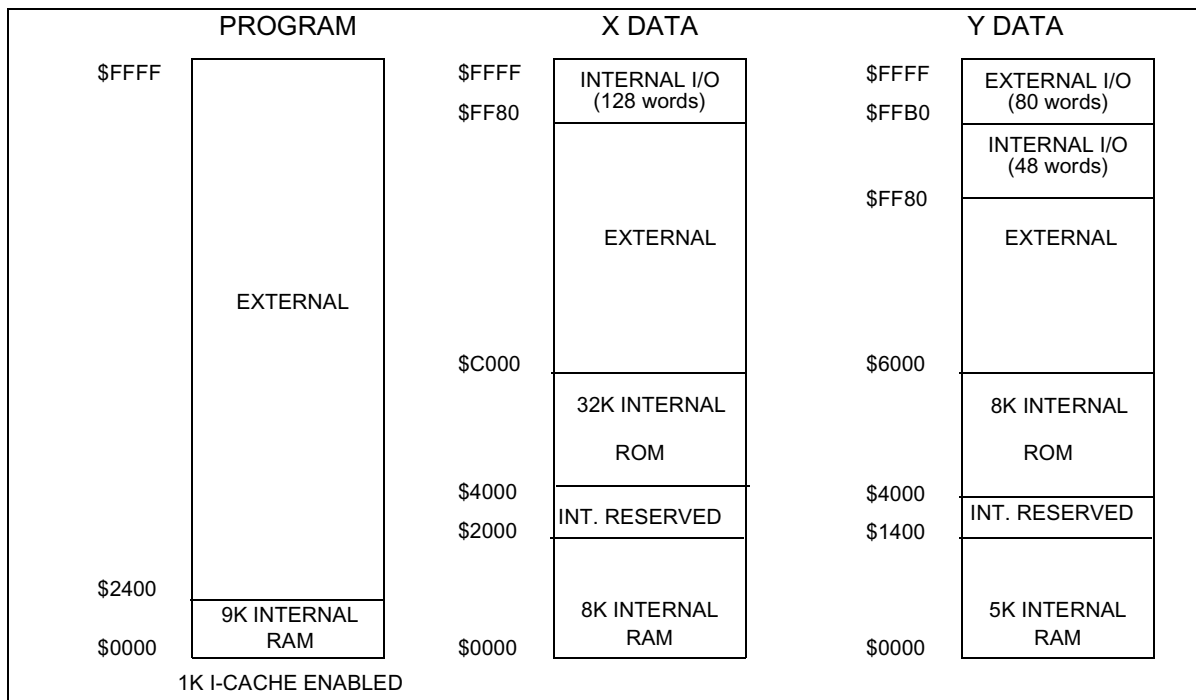 PROGRAM
$FFFF
EXTERNAL
$2400
9K INTERNAL
RAM
$0000
1K I-CACHE ENABLED
X DATA
$FFFF
INTERNAL I/O
(128 words)
$FF80
EXTERNAL
$C000
32K INTERNAL
ROM
$4000
INT. RESERVED
$2000
8K INTERNAL
RAM
$0000
Y DATA
$FFFF
EXTERNAL I/O
(80 words)
$FFB0
INTERNAL I/O
(48 words)
$FF80
EXTERNAL
$6000
8K INTERNAL
ROM
$4000
INT. RESERVED
$1400
5K INTERNAL
RAM
$0000